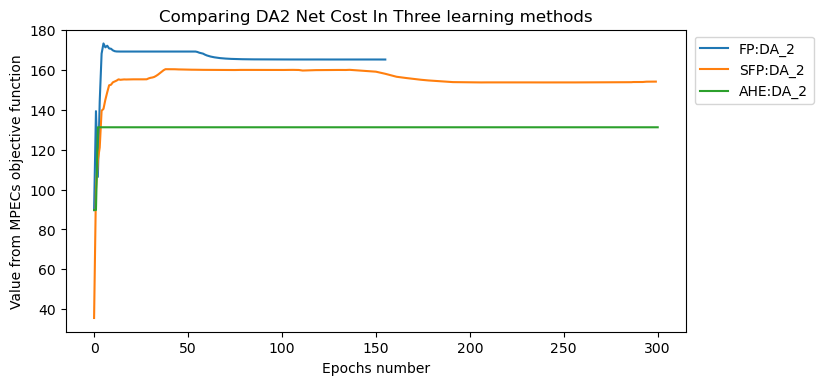 Comparing DA2 Net Cost In Three learning methods
Value from MPECs objective function
180
160
140
120
100
80
60
40
0
50
100
150
200
250
300
Epochs number
FP:DA_2
SFP:DA_2
AHE:DA_2